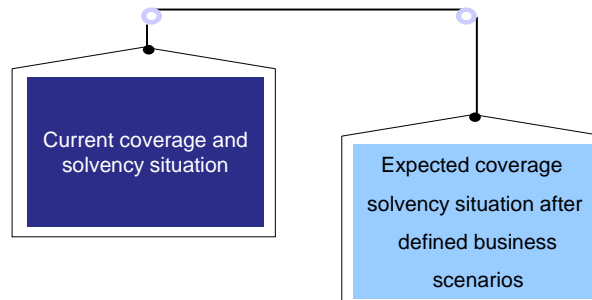 Current coverage and
solvency situation
Expected coverage
solvency situation after
defined business
scenarios